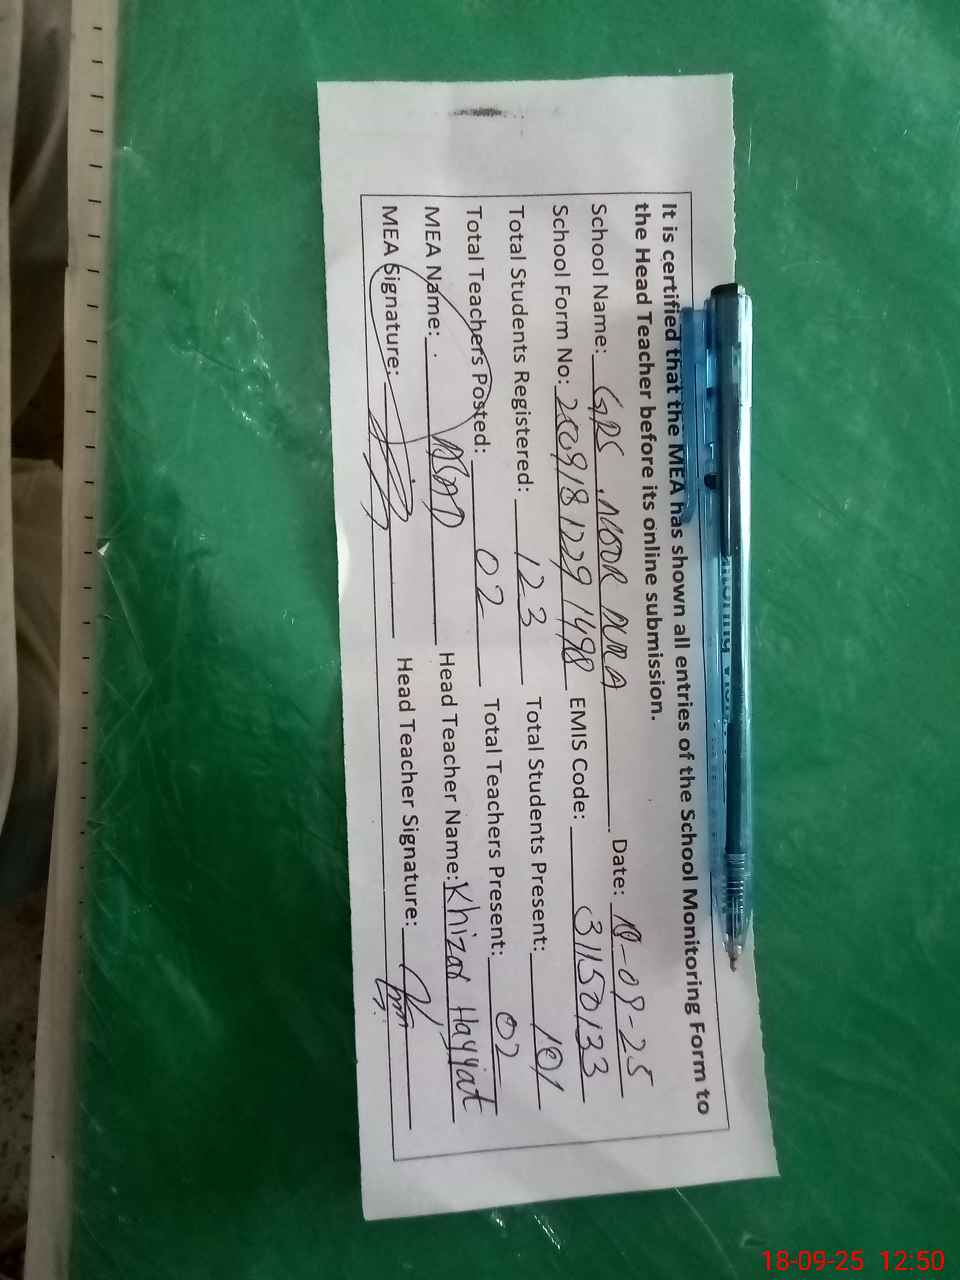 It is certified that the MEA has shown all entries of the School Monitoring Form to
the Head Teacher before its online submission.
School Name: GPS NOOR PURA Date: -09-25
School Form No: 2009181229 1498 EMIS Code: 31150133
Total Students Registered: 123 Total Students Present: 101
Total Teachers Posted: 02 Total Teachers Present: 02
MEA Name: ASAD Head Teacher Name: Khizar Hayyat
MEA Signature: Head Teacher Signature:
18-09-25 12:50